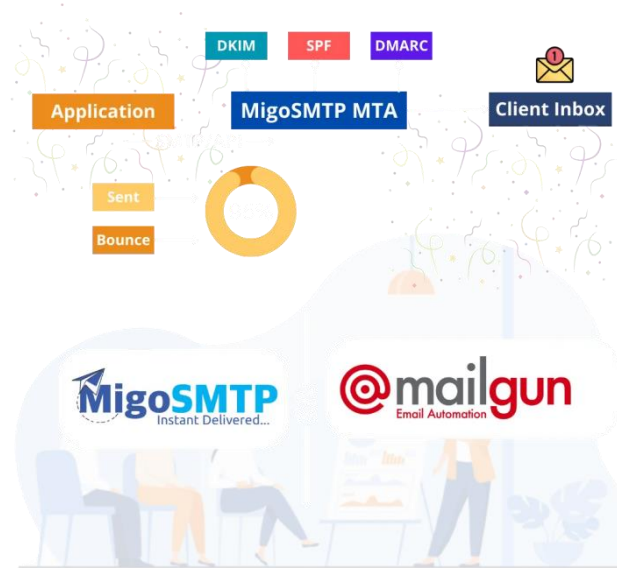 DKIM
SPF
DMARC
1
Application
MigoSMTP MTA
Client Inbox
Sent
Bounce
MigoSMTP
Instant Delivered...
@mailgun
Email Automation